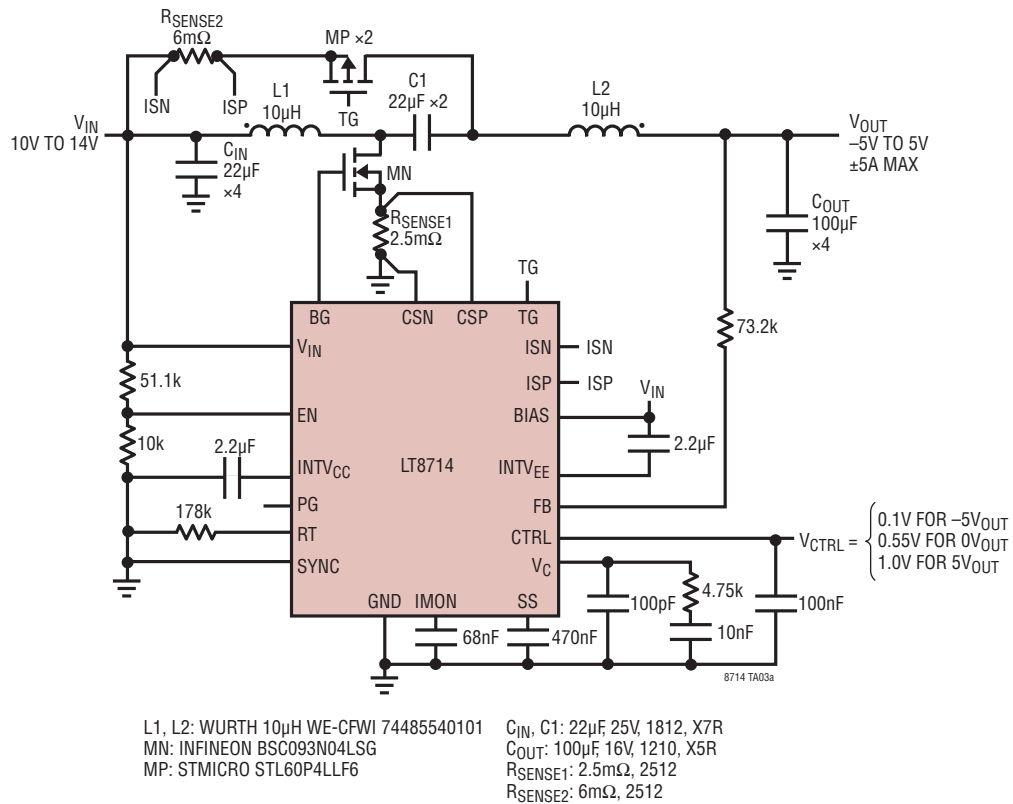 RSENSE2
6mΩ
MP ×2
ISN
ISP
TG
C1
22µF ×2
L1
10µH
L2
10µH
VIN
10V TO 14V
CIN
22µF
×4
MN
RSENSE1
2.5mΩ
VOUT
–5V TO 5V
±5A MAX
COUT
100µF
×4
TG
BG
CSN
CSP
TG
VIN
ISN
ISN
73.2k
51.1k
ISP
ISP
VIN
EN
BIAS
10k
2.2µF
2.2µF
INTVCC
LT8714
INTVEE
PG
FB
178k
RT
CTRL
VCTRL =
0.1V FOR –5VOUT
0.55V FOR 0VOUT
1.0V FOR 5VOUT
SYNC
VC
4.75k
GND
IMON
SS
100pF
100nF
68nF
470nF
10nF
8714 TA03a
L1, L2: WURTH 10µH WE-CFWI 74485540101
MN: INFINEON BSC093N04LSG
MP: STMICRO STL60P4LLF6
CIN, C1: 22µF, 25V, 1812, X7R
COUT: 100µF, 16V, 1210, X5R
RSENSE1: 2.5mΩ, 2512
RSENSE2: 6mΩ, 2512